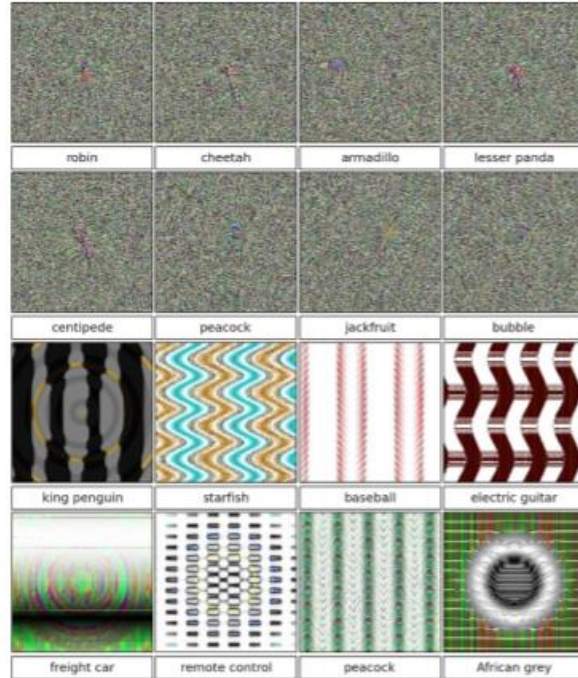 robin cheetah armadillo lesser panda
centipede peacock jackfruit bubble
king penguin starfish baseball electric guitar
freight car remote control peacock African grey